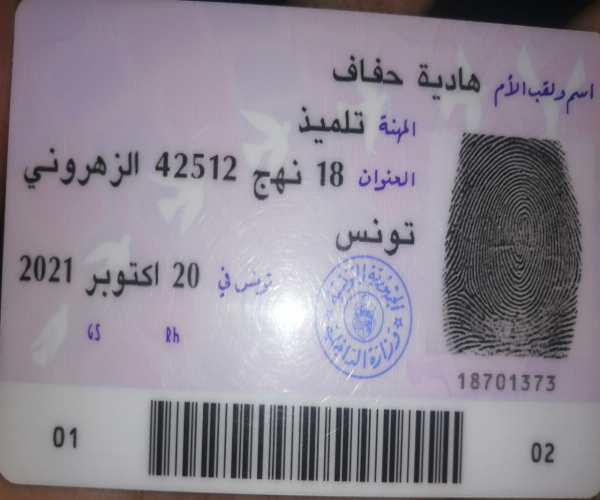 اسم ولقب الأم هادية حفاف
المهنة تلميذ
العنوان 18 نهج 42512 الزهروني
تونس
تونس في 20 اكتوبر 2021
GS Rh
الجمهورية التونسية
وزارة الداخلية
18701373
01
02